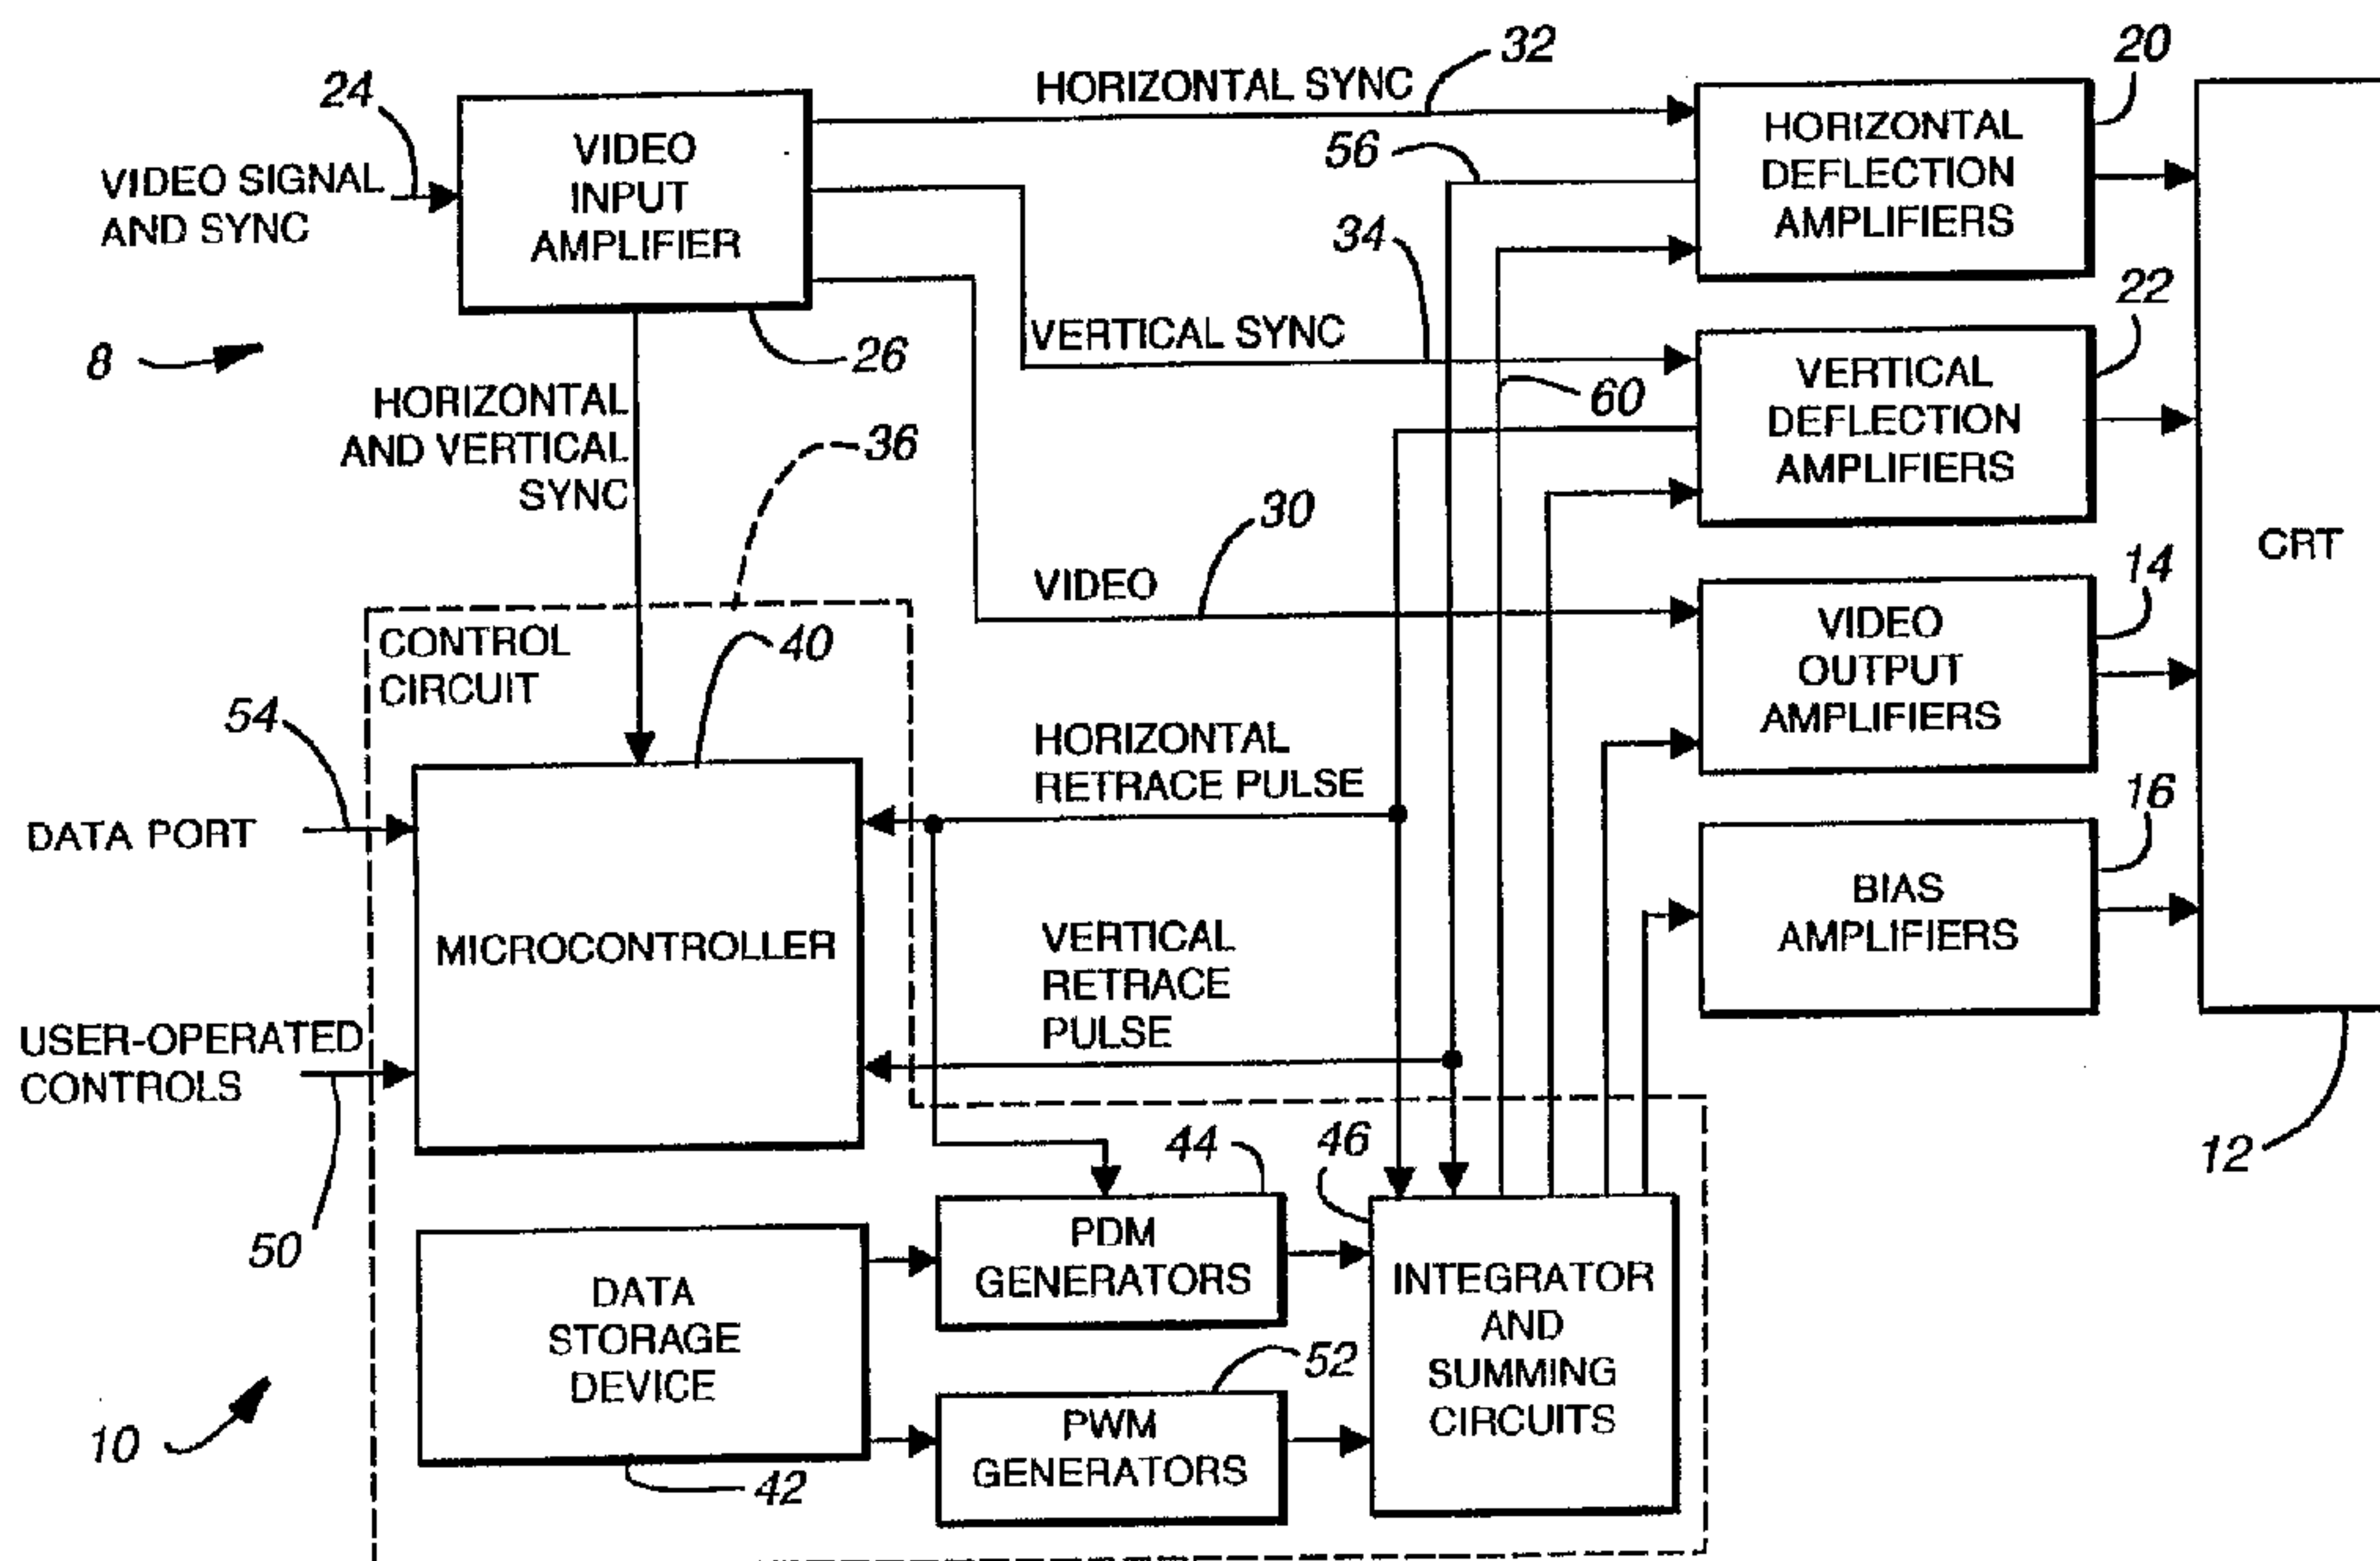 32
20
HORIZONTAL SYNC
24
VIDEO
INPUT
AMPLIFIER
56
HORIZONTAL
DEFLECTION
AMPLIFIERS
VIDEO SIGNAL
AND SYNC
34
22
8
26
VERTICAL SYNC
60
VERTICAL
DEFLECTION
AMPLIFIERS
HORIZONTAL
AND VERTICAL
SYNC
36
30
CRT
14
VIDEO
VIDEO
OUTPUT
AMPLIFIERS
CONTROL
CIRCUIT
40
54
HORIZONTAL
RETRACE PULSE
16
DATA PORT
BIAS
AMPLIFIERS
MICROCONTROLLER
VERTICAL
RETRACE
PULSE
USER-OPERATED
CONTROLS
50
44
46
12
PDM
GENERATORS
INTEGRATOR
AND
SUMMING
CIRCUITS
DATA
STORAGE
DEVICE
52
PWM
GENERATORS
10
42